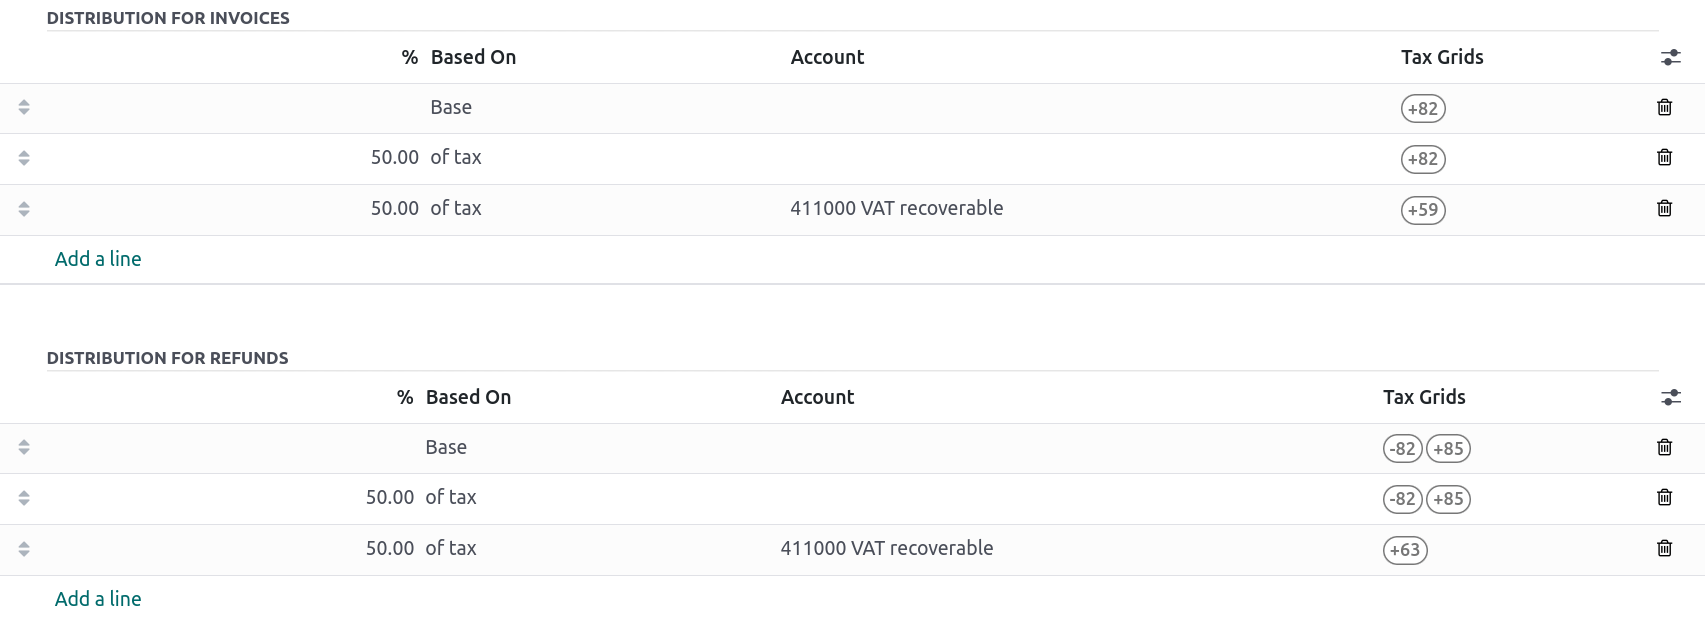 DISTRIBUTION FOR INVOICES
% Based On Account Tax Grids
Base +82
50.00 of tax +82
50.00 of tax 411000 VAT recoverable +59
Add a line
DISTRIBUTION FOR REFUNDS
% Based On Account Tax Grids
Base -82 +85
50.00 of tax -82 +85
50.00 of tax 411000 VAT recoverable +63
Add a line